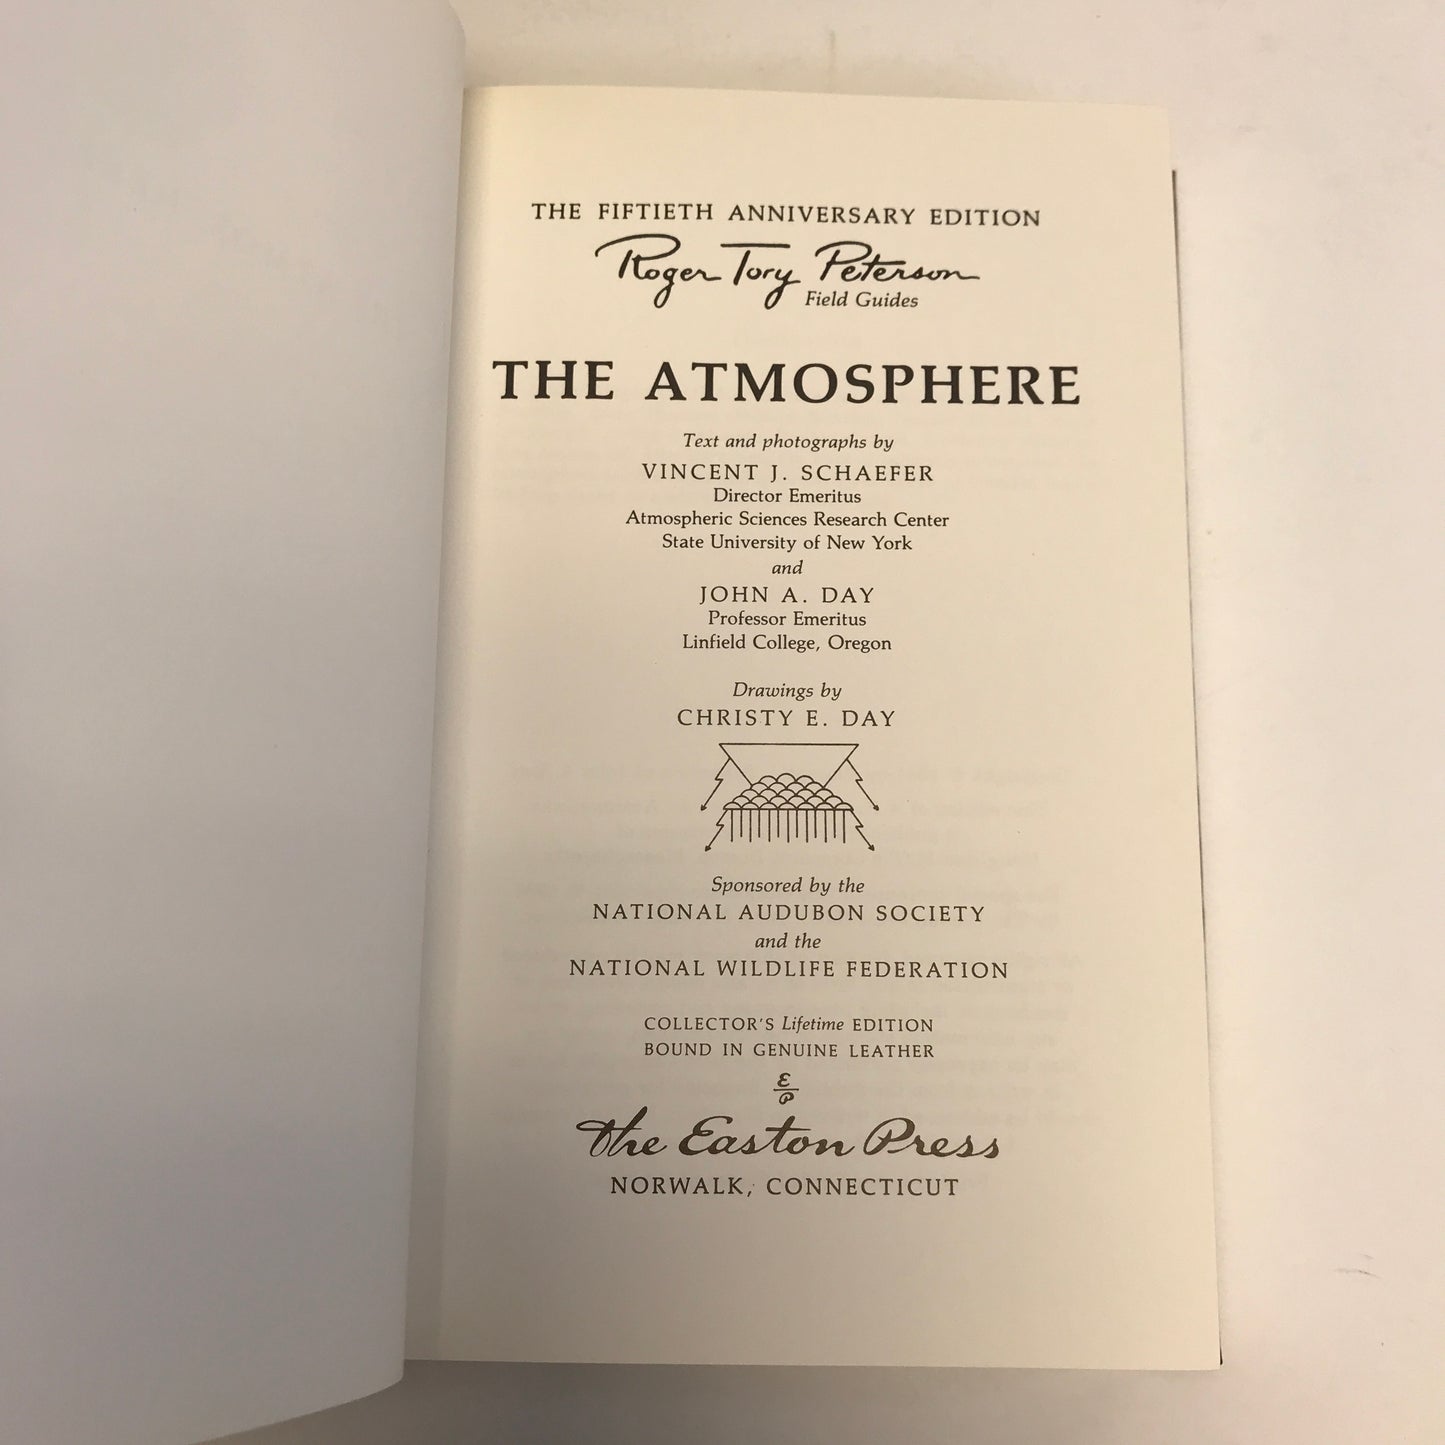 THE FIFTIETH ANNIVERSARY EDITION
Roger Tory Peterson
Field Guides
THE ATMOSPHERE
Text and photographs by
VINCENT J. SCHAEFER
Director Emeritus
Atmospheric Sciences Research Center
State University of New York
and
JOHN A. DAY
Professor Emeritus
Linfield College, Oregon
Drawings by
CHRISTY E. DAY
Sponsored by the
NATIONAL AUDUBON SOCIETY
and the
NATIONAL WILDLIFE FEDERATION
COLLECTOR'S Lifetime EDITION
BOUND IN GENUINE LEATHER
E
P
The Easton Press
NORWALK, CONNECTICUT